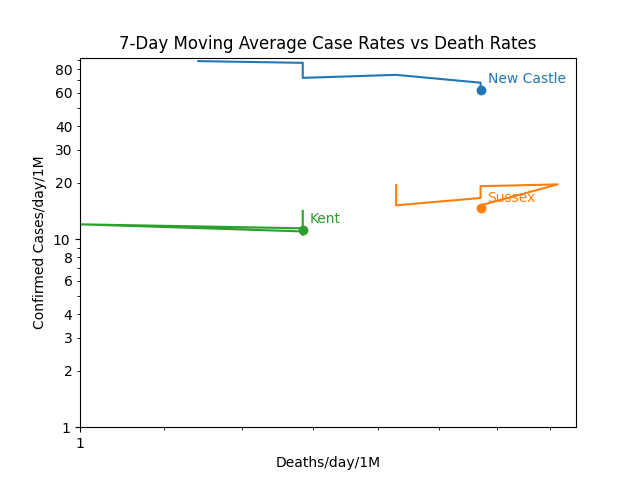 7-Day Moving Average Case Rates vs Death Rates
80
60
40
30
20
10
8
6
4
3
2
1
Confirmed Cases/day/1M
New Castle
Sussex
Kent
1
Deaths/day/1M